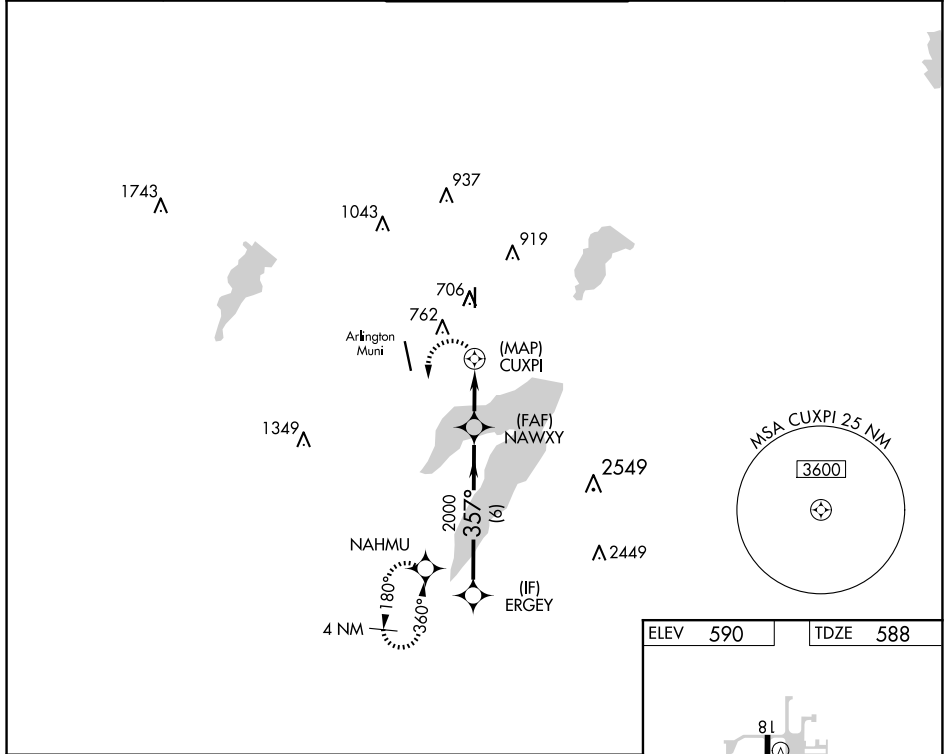 937
1743
1043
919
706
762
Arlington
Muni
(MAP)
CUXPI
1349
(FAF)
NAWXY
MSA CUXPI 25 NM
3600
2549
2000
357°
(6)
NAHMU
2449
180°
360°
(IF)
ERGEY
4 NM
ELEV 590
TDZE 588
18